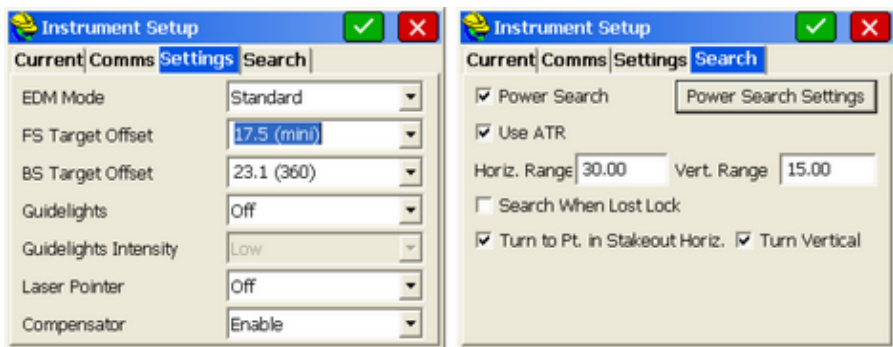 Instrument Setup
Current Comms Settings Search
EDM Mode Standard
FS Target Offset 17.5 (mini)
BS Target Offset 23.1 (360)
Guidelights Off
Guidelights Intensity Low
Laser Pointer Off
Compensator Enable
Instrument Setup
Current Comms Settings Search
Power Search Power Search Settings
Use ATR
Horiz. Range 30.00 Vert. Range 15.00
Search When Lost Lock
Turn to Pt. in Stakeout Horiz. Turn Vertical